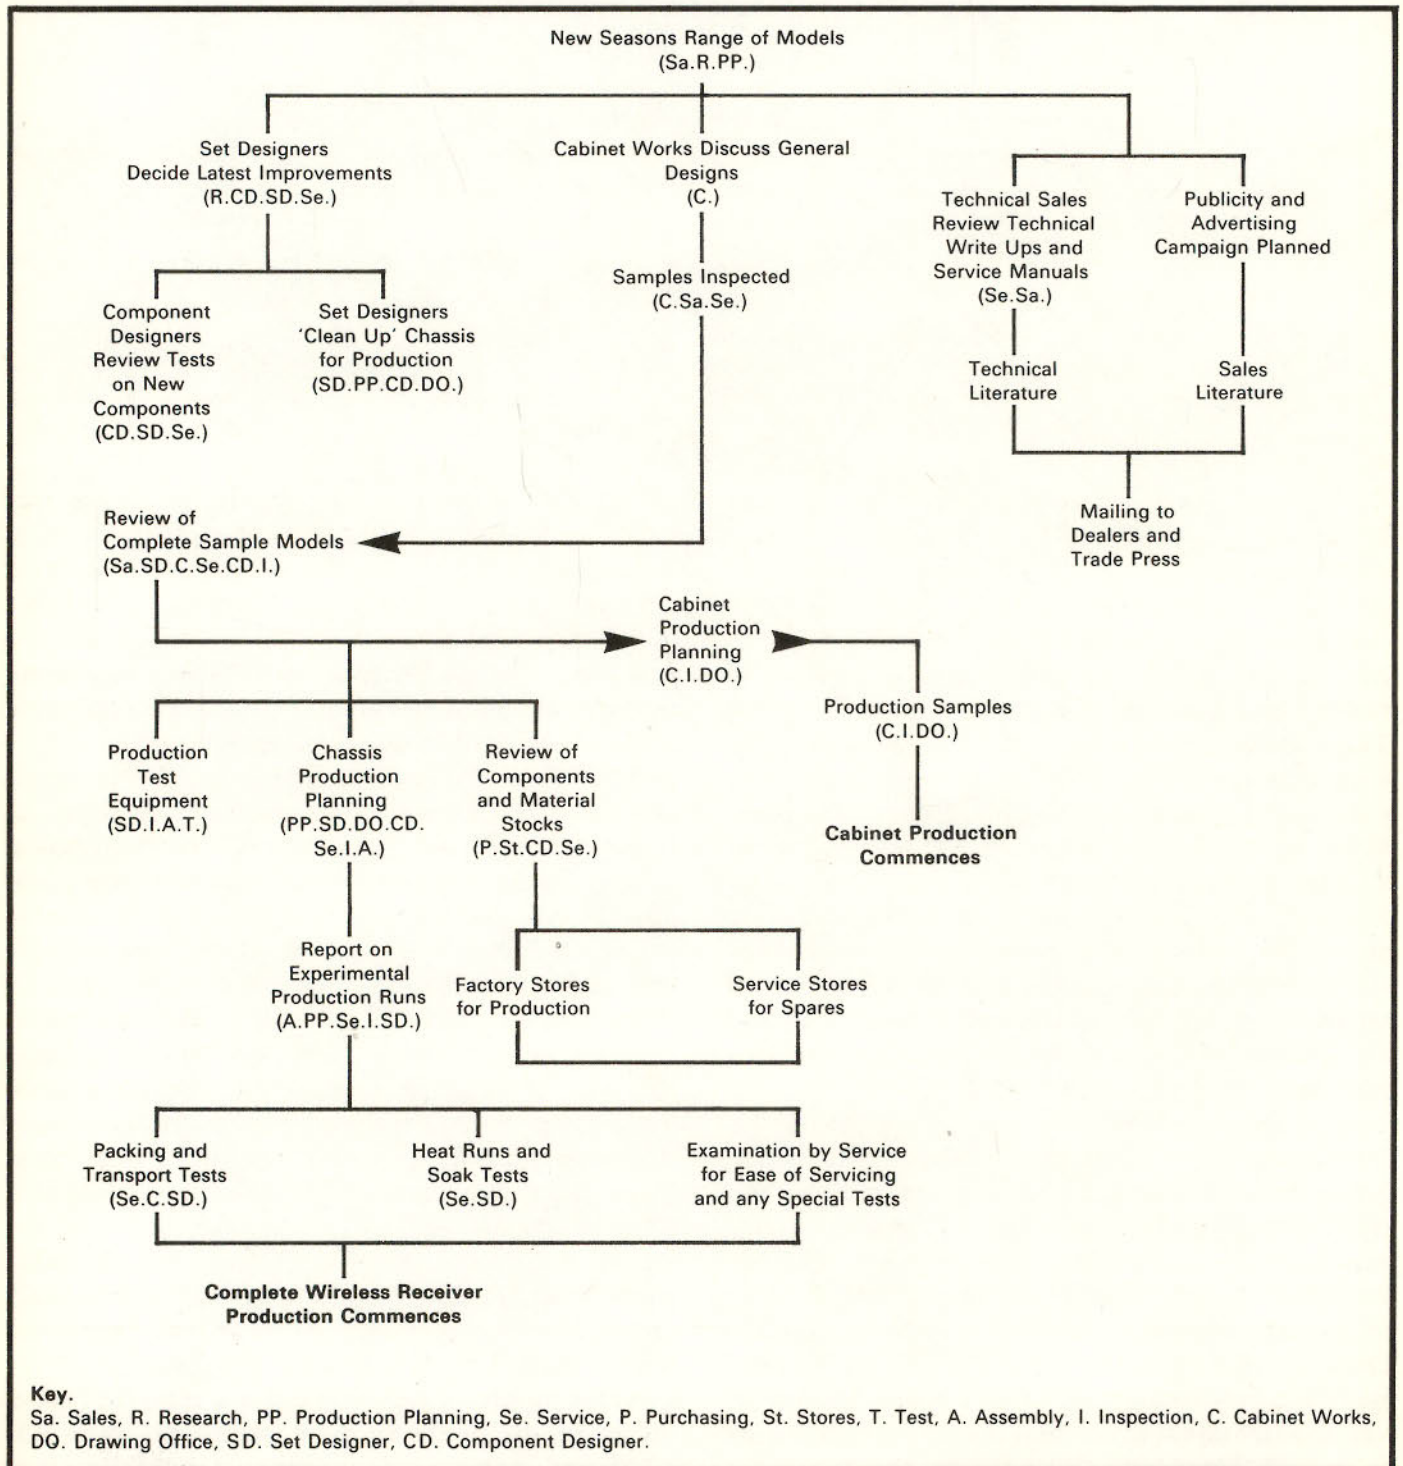 New Seasons Range of Models
(Sa.R.PP.)
Set Designers
Decide Latest Improvements
(R.CD.SD.Se.)
Cabinet Works Discuss General
Designs
(C.)
Technical Sales
Review Technical
Write Ups and
Service Manuals
(Se.Sa.)
Publicity and
Advertising
Campaign Planned
Samples Inspected
(C.Sa.Se.)
Component
Designers
Review Tests
on New
Components
(CD.SD.Se.)
Set Designers
‘Clean Up’ Chassis
for Production
(SD.PP.CD.DO.)
Technical
Literature
Sales
Literature
Mailing to
Dealers and
Trade Press
Review of
Complete Sample Models
(Sa.SD.C.Se.CD.I.)
Cabinet
Production
Planning
(C.I.DO.)
Production Samples
(C.I.DO.)
Cabinet Production
Commences
Production
Test
Equipment
(SD.I.A.T.)
Chassis
Production
Planning
(PP.SD.DO.CD.
Se.I.A.)
Review of
Components
and Material
Stocks
(P.St.CD.Se.)
Report on
Experimental
Production Runs
(A.PP.Se.I.SD.)
Factory Stores
for Production
Service Stores
for Spares
Packing and
Transport Tests
(Se.C.SD.)
Heat Runs and
Soak Tests
(Se.SD.)
Examination by Service
for Ease of Servicing
and any Special Tests
Complete Wireless Receiver
Production Commences
Key.
Sa. Sales, R. Research, PP. Production Planning, Se. Service, P. Purchasing, St. Stores, T. Test, A. Assembly, I. Inspection, C. Cabinet Works,
DO. Drawing Office, SD. Set Designer, CD. Component Designer.